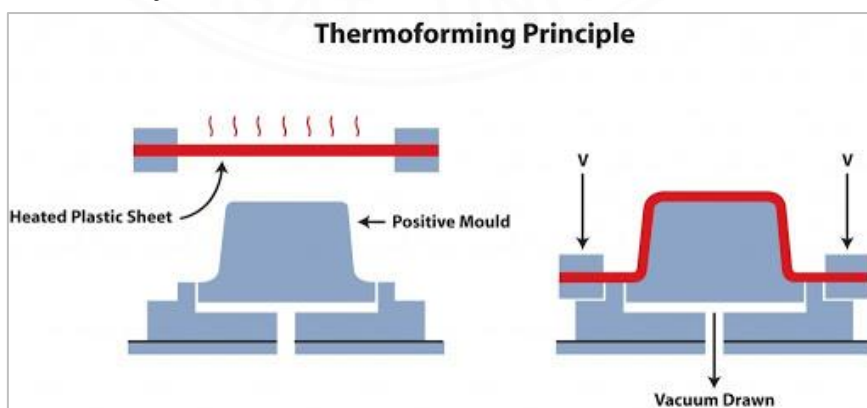 Thermoforming Principle
V
V
Heated Plastic Sheet
Positive Mould
Vacuum Drawn